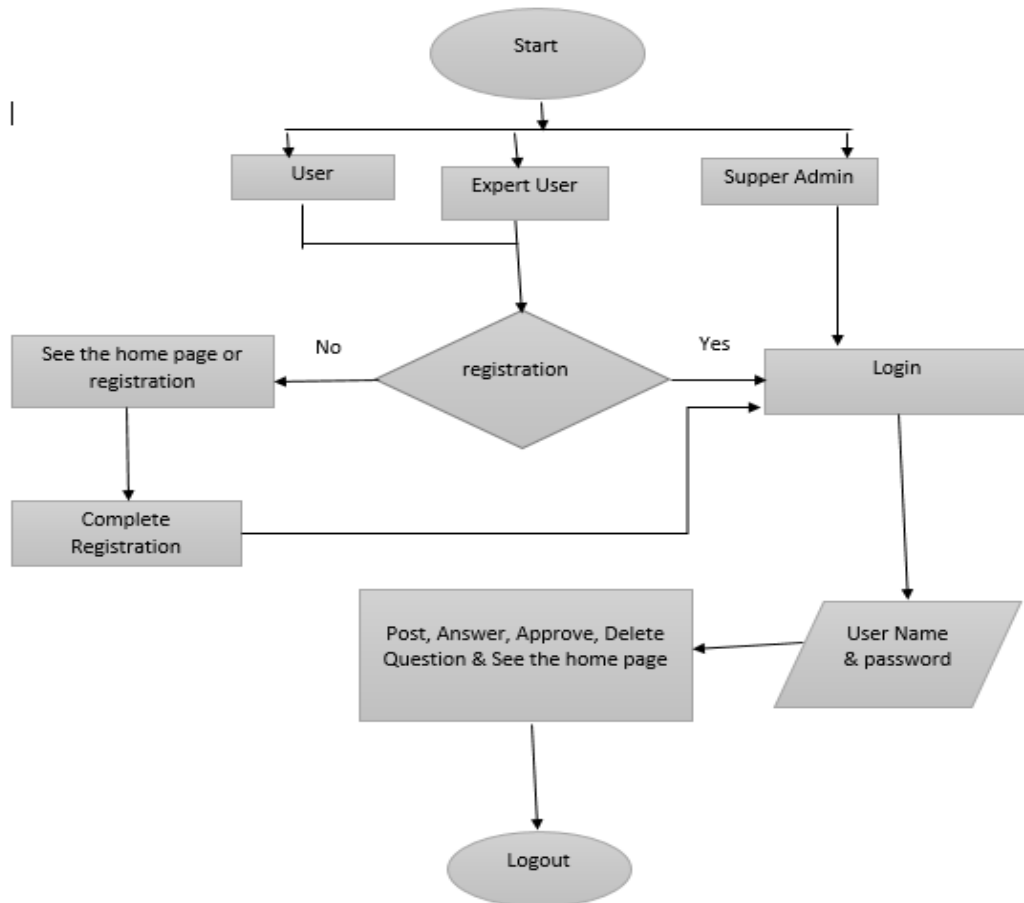 Start
User
Expert User
Supper Admin
No
Yes
See the home page or
registration
registration
Login
Complete
Registration
Post, Answer, Approve, Delete
Question & See the home page
User Name
& password
Logout